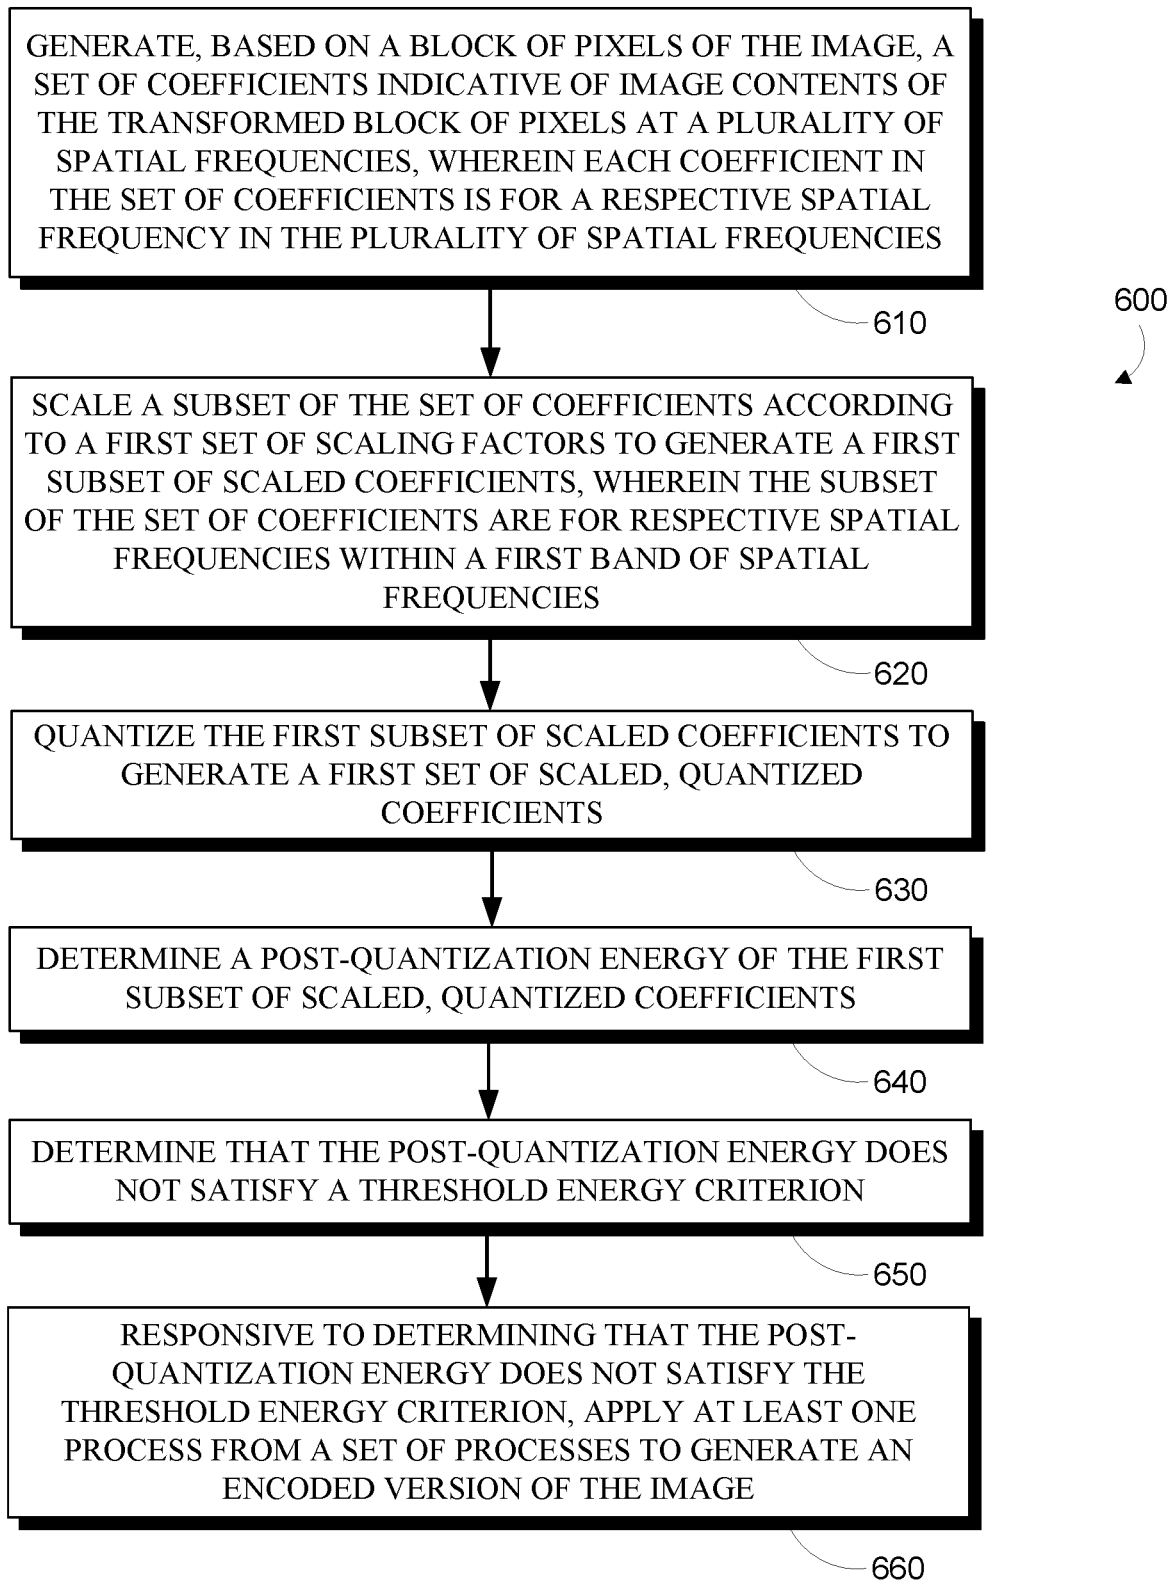 GENERATE, BASED ON A BLOCK OF PIXELS OF THE IMAGE, A
SET OF COEFFICIENTS INDICATIVE OF IMAGE CONTENTS OF
THE TRANSFORMED BLOCK OF PIXELS AT A PLURALITY OF
SPATIAL FREQUENCIES, WHEREIN EACH COEFFICIENT IN
THE SET OF COEFFICIENTS IS FOR A RESPECTIVE SPATIAL
FREQUENCY IN THE PLURALITY OF SPATIAL FREQUENCIES
610
600
SCALE A SUBSET OF THE SET OF COEFFICIENTS ACCORDING
TO A FIRST SET OF SCALING FACTORS TO GENERATE A FIRST
SUBSET OF SCALED COEFFICIENTS, WHEREIN THE SUBSET
OF THE SET OF COEFFICIENTS ARE FOR RESPECTIVE SPATIAL
FREQUENCIES WITHIN A FIRST BAND OF SPATIAL
FREQUENCIES
620
QUANTIZE THE FIRST SUBSET OF SCALED COEFFICIENTS TO
GENERATE A FIRST SET OF SCALED, QUANTIZED
COEFFICIENTS
630
DETERMINE A POST-QUANTIZATION ENERGY OF THE FIRST
SUBSET OF SCALED, QUANTIZED COEFFICIENTS
640
DETERMINE THAT THE POST-QUANTIZATION ENERGY DOES
NOT SATISFY A THRESHOLD ENERGY CRITERION
650
RESPONSIVE TO DETERMINING THAT THE POST-
QUANTIZATION ENERGY DOES NOT SATISFY THE
THRESHOLD ENERGY CRITERION, APPLY AT LEAST ONE
PROCESS FROM A SET OF PROCESSES TO GENERATE AN
ENCODED VERSION OF THE IMAGE
660